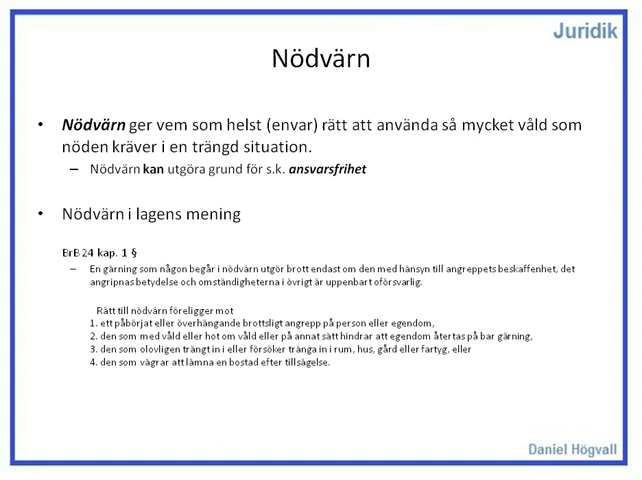 Juridik
Nödvärn
• Nödvärn ger vem som helst (envar) rätt att använda så mycket våld som
nöden kräver i en trängd situation.
– Nödvärn kan utgöra grund för s.k. ansvarsfrihet
• Nödvärn i lagens mening
BrB 24 kap. 1 §
– En gärning som någon begår i nödvärn utgör brott endast om den med hänsyn till angreppets beskaffenhet, det
angripnas betydelse och omständigheterna i övrigt är uppenbart oförsvarlig.
Rätt till nödvärn föreligger mot
1. ett påbörjat eller överhängande brottsligt angrepp på person eller egendom,
2. den som med våld eller hot om våld eller på annat sätt hindrar att egendom återtas på bar gärning,
3. den som olovligen trängt in i eller försöker tränga in i rum, hus, gård eller fartyg, eller
4. den som vägrar att lämna en bostad efter tillsägelse.
Daniel Högvall